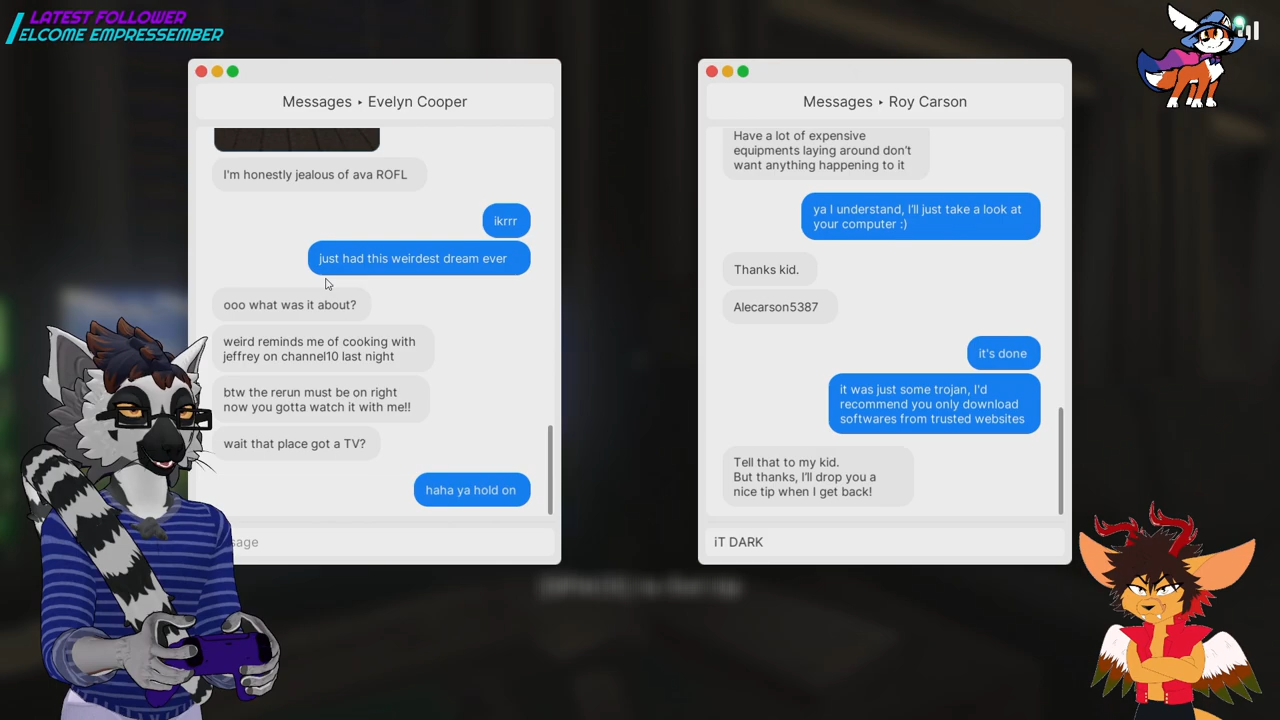 LATEST FOLLOWER
ELCOME EMPRESSEMBER
Messages ▸ Evelyn Cooper
I'm honestly jealous of ava ROFL
ikrrr
just had this weirdest dream ever
ooo what was it about?
weird reminds me of cooking with
jeffrey on channel10 last night
btw the rerun must be on right
now you gotta watch it with me!!
wait that place got a TV?
haha ya hold on
sage
Messages ▸ Roy Carson
Have a lot of expensive
equipments laying around don't
want anything happening to it
ya I understand, I'll just take a look at
your computer :)
Thanks kid.
Alecarson5387
it's done
it was just some trojan, I'd
recommend you only download
softwares from trusted websites
Tell that to my kid.
But thanks, I'll drop you a
nice tip when I get back!
iT DARK